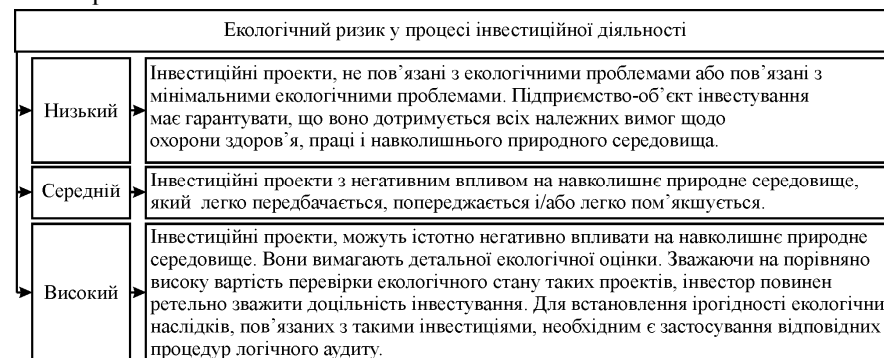 Екологічний ризик у процесі інвестиційної діяльності
Низький
Інвестиційні проекти, не пов’язані з екологічними проблемами або пов’язані з
мінімальними екологічними проблемами. Підприємство-об’єкт інвестування
має гарантувати, що воно дотримується всіх належних вимог щодо
охорони здоров’я, праці і навколишнього природного середовища.
Середній
Інвестиційні проекти з негативним впливом на навколишнє природне середовище,
який легко передбачається, попереджається і/або легко пом’якшується.
Високий
Інвестиційні проекти, можуть істотно негативно впливати на навколишнє природне
середовище. Вони вимагають детальної екологічної оцінки. Зважаючи на порівняно
високу вартість перевірки екологічного стану таких проектів, інвестор повинен
ретельно зважити доцільність інвестування. Для встановлення ірогідності екологічни
наслідків, пов’язаних з такими інвестиціями, необхідним є застосування відповідних
процедур логічного аудиту.